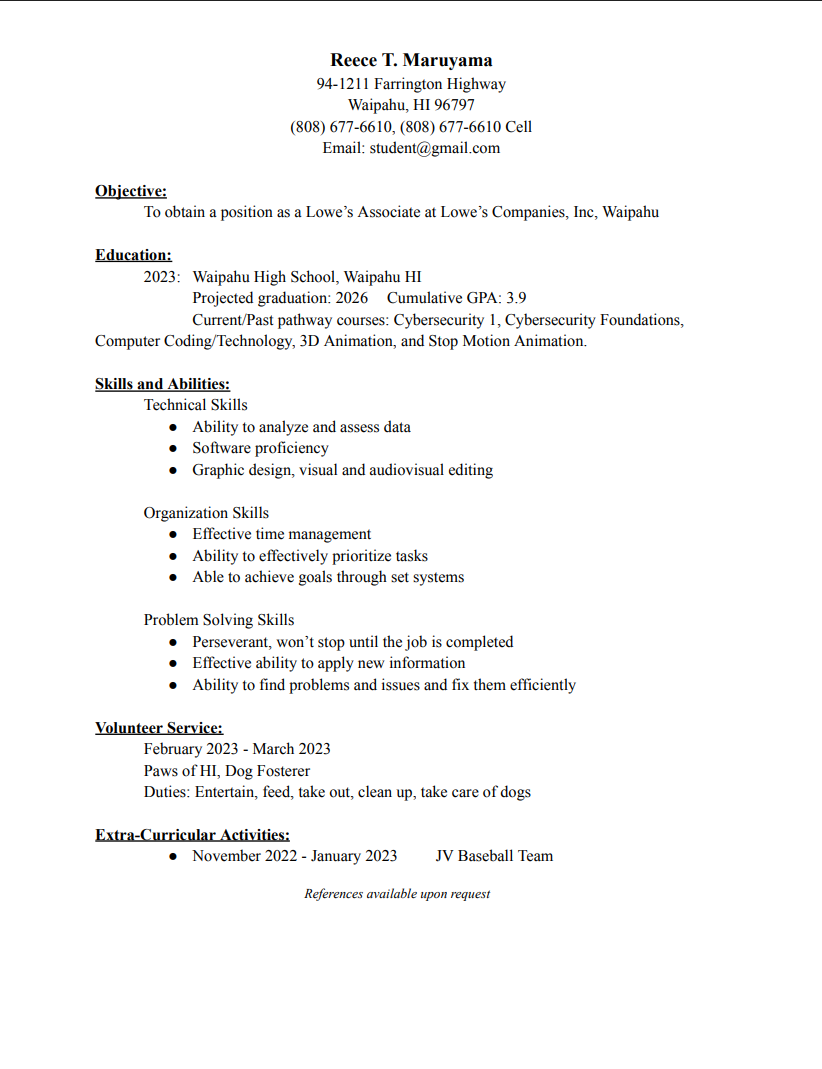 Reece T. Maruyama
94-1211 Farrington Highway
Waipahu, HI 96797
(808) 677-6610, (808) 677-6610 Cell
Email: student@gmail.com
Objective:
To obtain a position as a Lowe’s Associate at Lowe’s Companies, Inc, Waipahu
Education:
2023: Waipahu High School, Waipahu HI
Projected graduation: 2026 Cumulative GPA: 3.9
Current/Past pathway courses: Cybersecurity 1, Cybersecurity Foundations,
Computer Coding/Technology, 3D Animation, and Stop Motion Animation.
Skills and Abilities:
Technical Skills
● Ability to analyze and assess data
● Software proficiency
● Graphic design, visual and audiovisual editing
Organization Skills
● Effective time management
● Ability to effectively prioritize tasks
● Able to achieve goals through set systems
Problem Solving Skills
● Perseverant, won’t stop until the job is completed
● Effective ability to apply new information
● Ability to find problems and issues and fix them efficiently
Volunteer Service:
February 2023 - March 2023
Paws of HI, Dog Fosterer
Duties: Entertain, feed, take out, clean up, take care of dogs
Extra-Curricular Activities:
● November 2022 - January 2023 JV Baseball Team
References available upon request